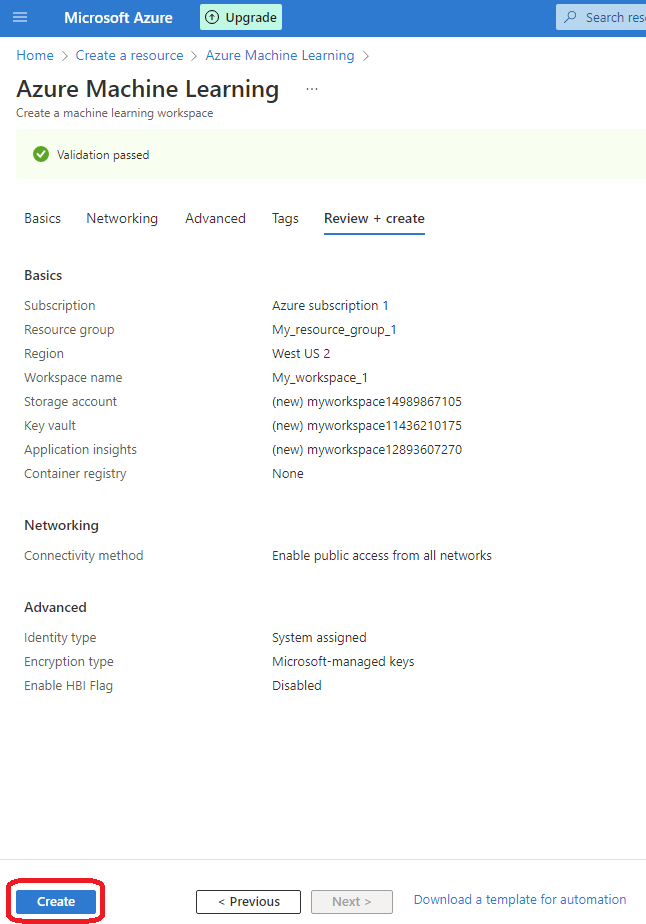 Microsoft Azure
Upgrade
Search res
Home > Create a resource > Azure Machine Learning >
Azure Machine Learning ...
Create a machine learning workspace
Validation passed
Basics Networking Advanced Tags Review + create
Basics
Subscription Azure subscription 1
Resource group My_resource_group_1
Region West US 2
Workspace name My_workspace_1
Storage account (new) myworkspace14989867105
Key vault (new) myworkspace11436210175
Application insights (new) myworkspace12893607270
Container registry None
Networking
Connectivity method Enable public access from all networks
Advanced
Identity type System assigned
Encryption type Microsoft-managed keys
Enable HBI Flag Disabled
Create < Previous Next > Download a template for automation